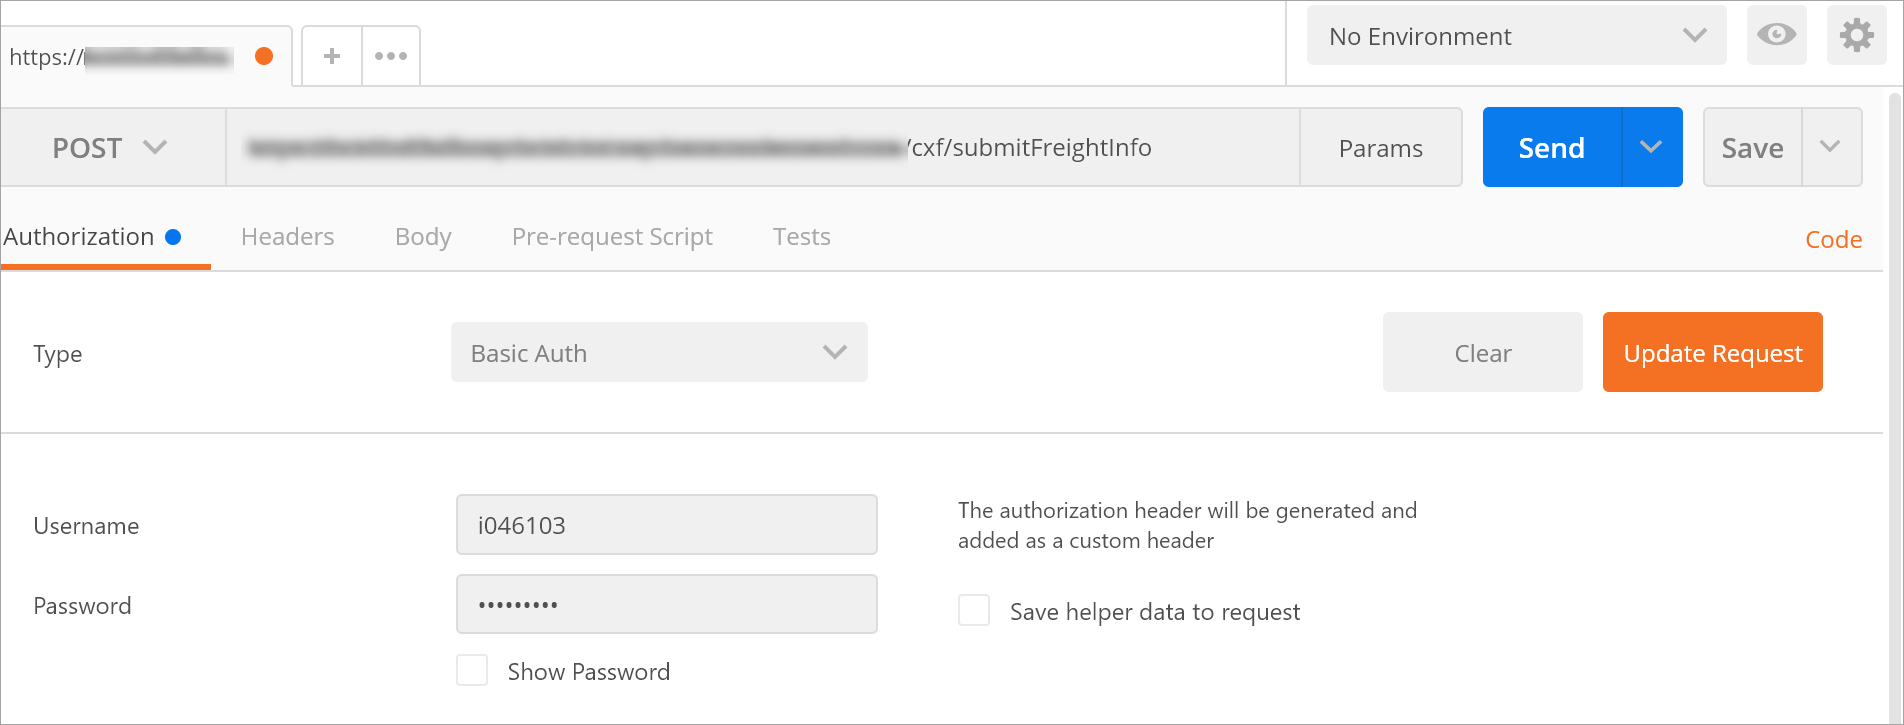 https://
No Environment
POST
/cxf/submitFreightInfo
Params
Send
Save
Authorization
Headers
Body
Pre-request Script
Tests
Code
Type
Basic Auth
Clear
Update Request
Username
i046103
The authorization header will be generated and
added as a custom header
Password
•••••••••
Save helper data to request
Show Password